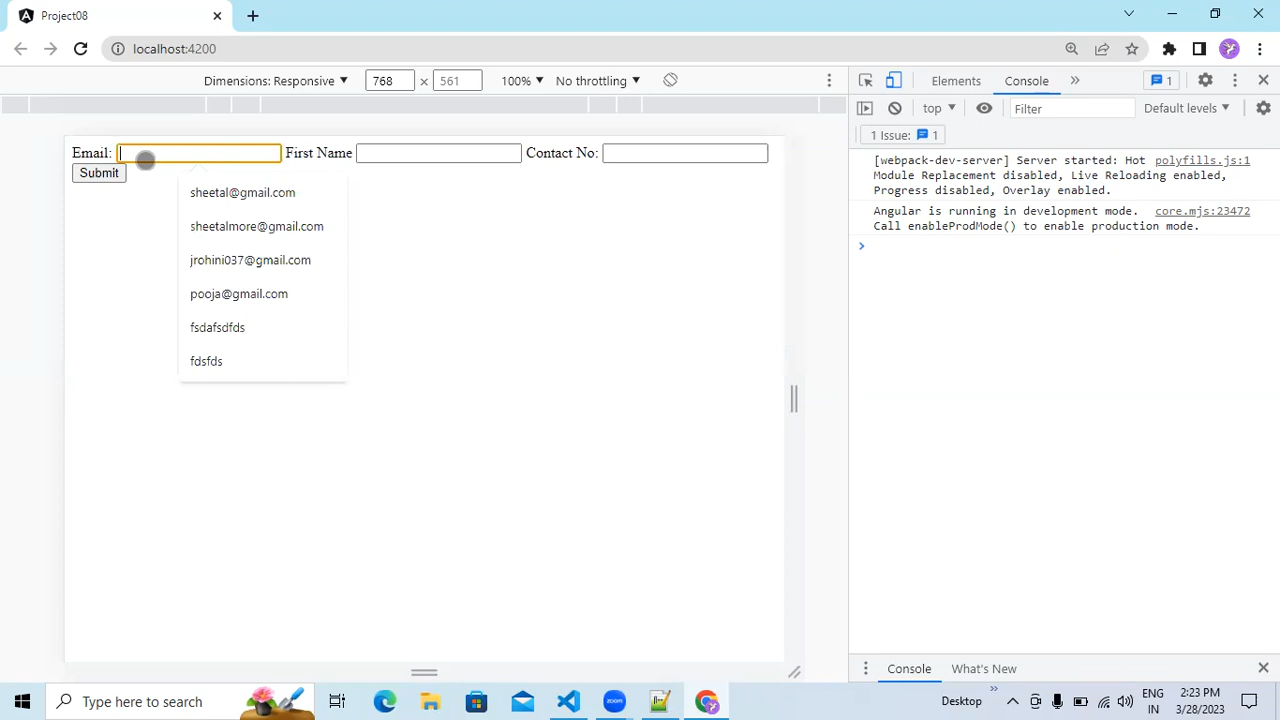 Project08
localhost:4200
Dimensions: Responsive 768 × 561 100% No throttling
Elements Console 1
top Filter Default levels
1 Issue: 1
[webpack-dev-server] Server started: Hot polyfills.js:1
Module Replacement disabled, Live Reloading enabled,
Progress disabled, Overlay enabled.
Angular is running in development mode. core.mjs:23472
Call enableProdMode() to enable production mode.
Email: First Name Contact No:
Submit
sheetal@gmail.com
sheetalmore@gmail.com
jrohini037@gmail.com
pooja@gmail.com
fsdafsdfds
fdsfds
Console What's New
Type here to search
zoom
Desktop
ENG
IN
2:23 PM
3/28/2023